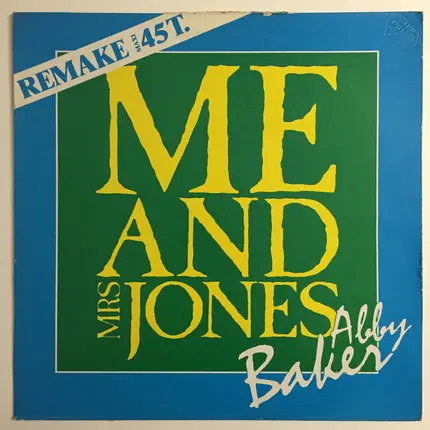 REMAKE MAXI 45T.
ME
AND
MRS JONES
Abby
Baker